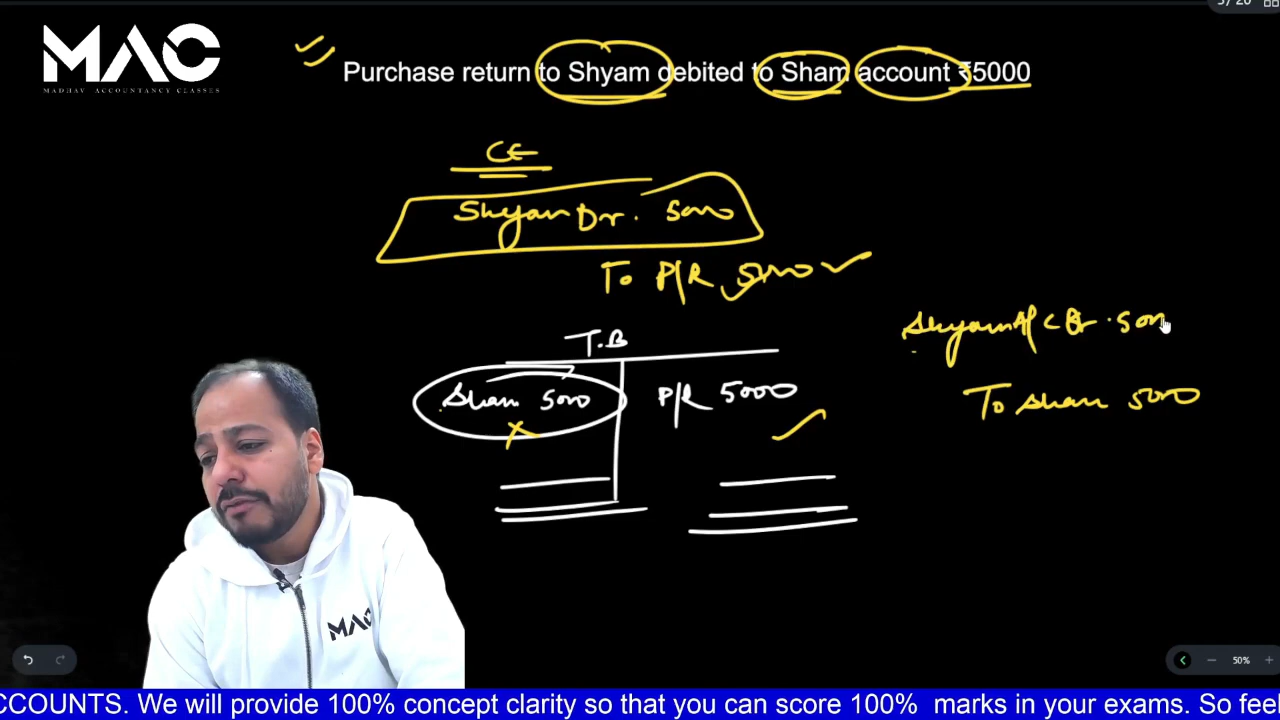 MAC
MADHAV ACCOUNTANCY CLASSES
Purchase return to Shyam debited to Sham account ₹5000
CE
Shyam Dr. 5000
To P/R 5000
T.B
Sham 5000 P/R 5000
Shyam A/c Dr. 500
To Sham 5000
MAC
50%
CCOUNTS. We will provide 100% concept clarity so that you can score 100% marks in your exams. So feel